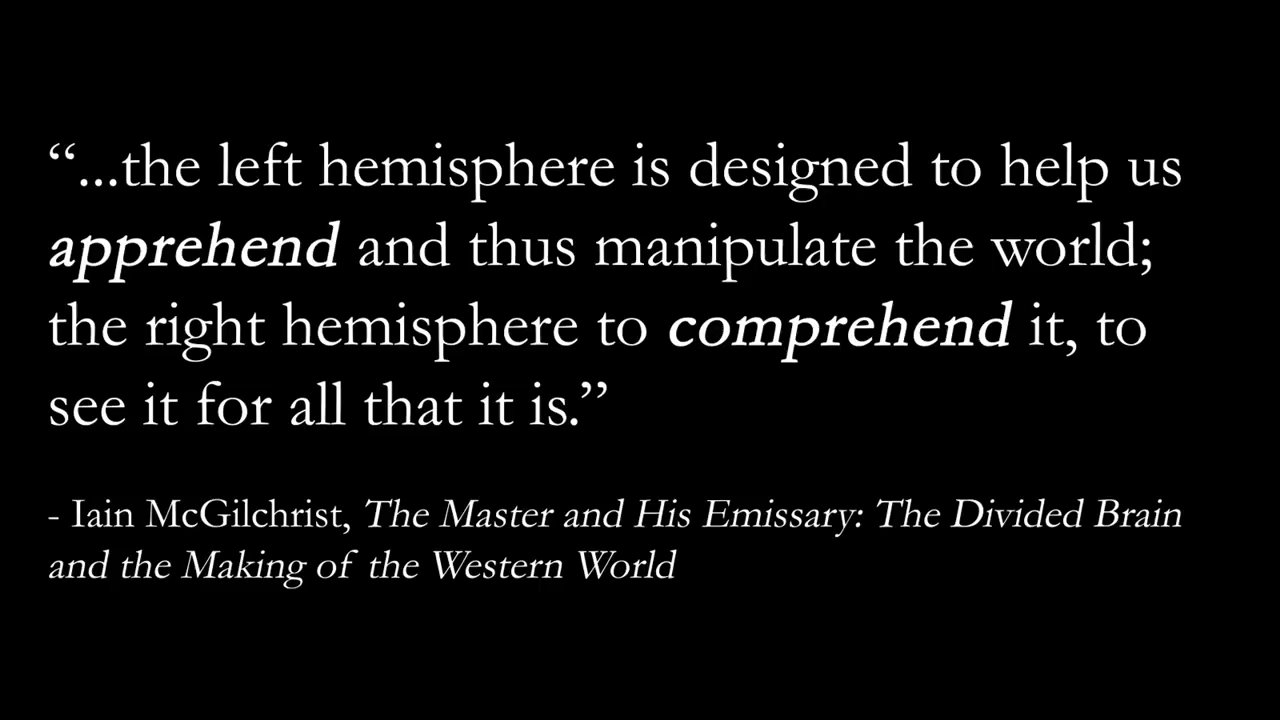 “...the left hemisphere is designed to help us
apprehend and thus manipulate the world;
the right hemisphere to comprehend it, to
see it for all that it is.”
- Iain McGilchrist, The Master and His Emissary: The Divided Brain
and the Making of the Western World